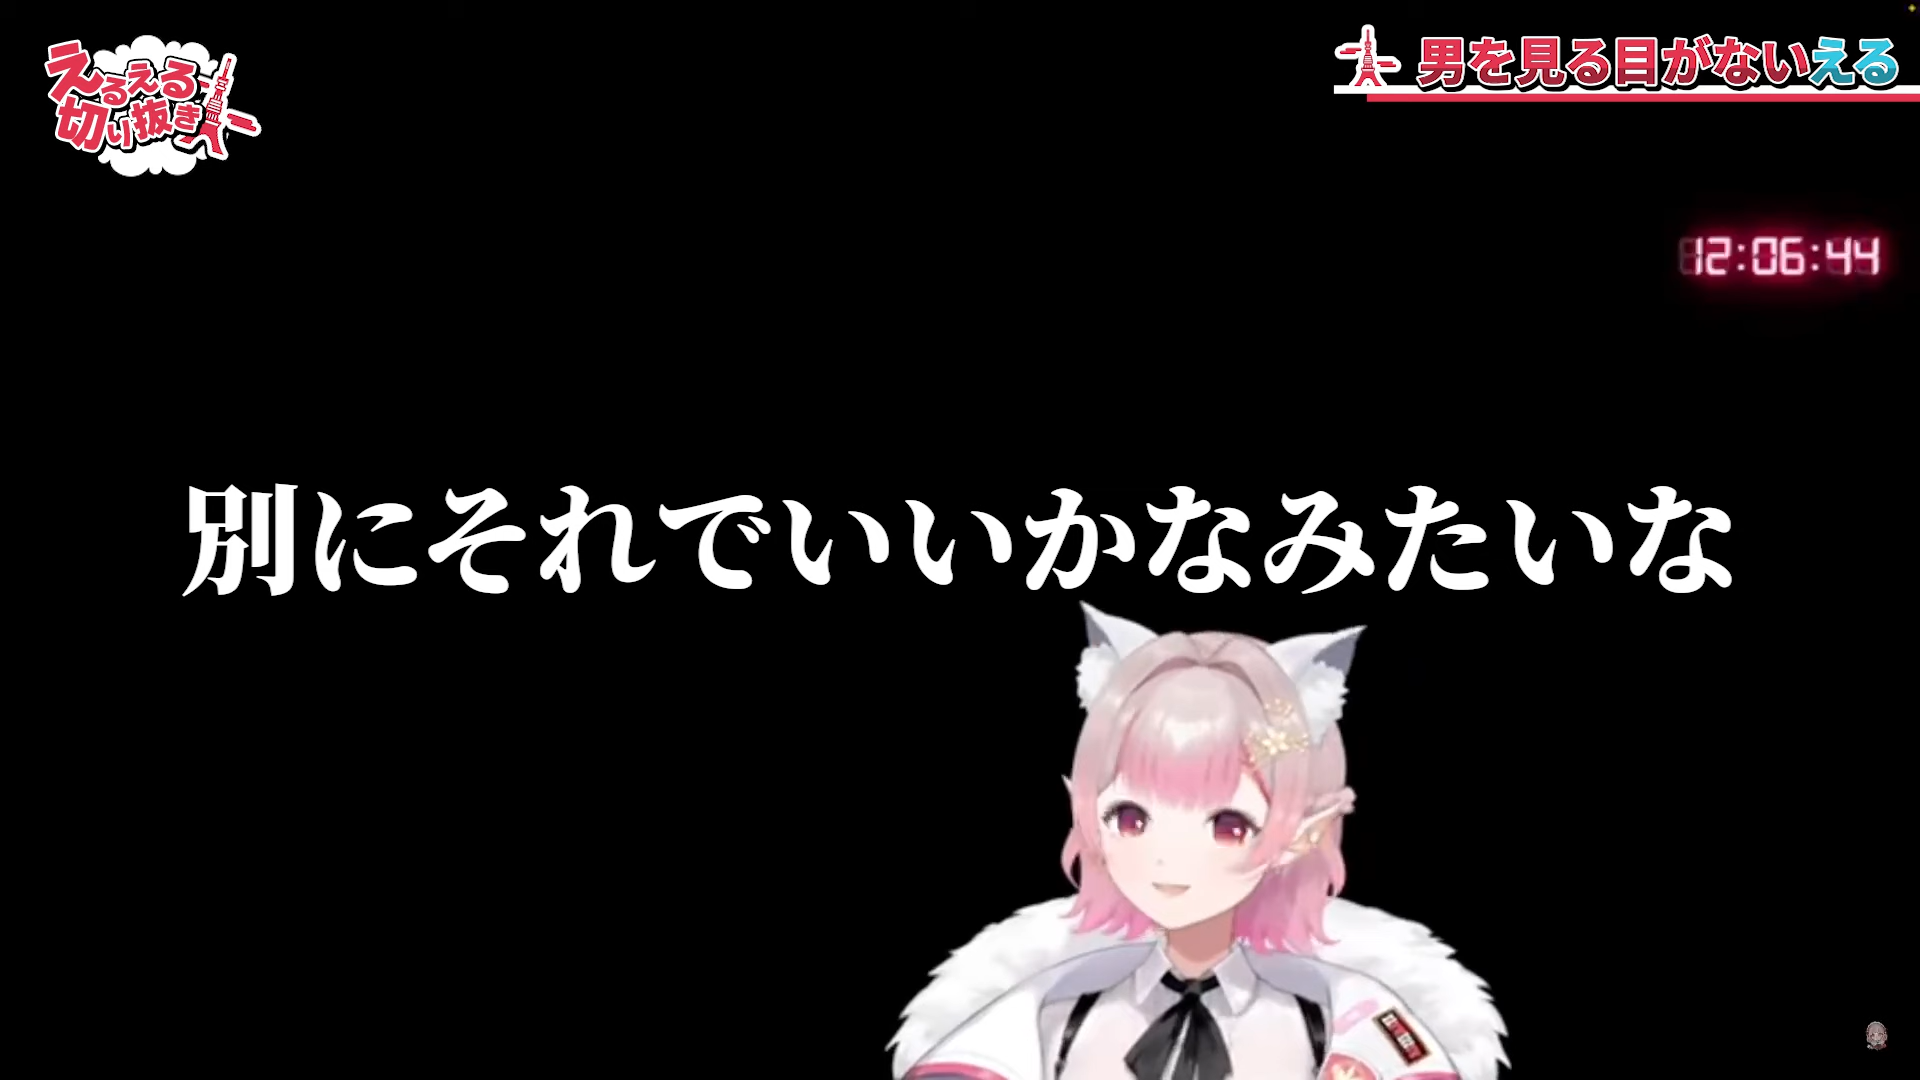 えるえる
切り抜き
男を見る目がないえる
12:06:44
別にそれでいいかなみたいな